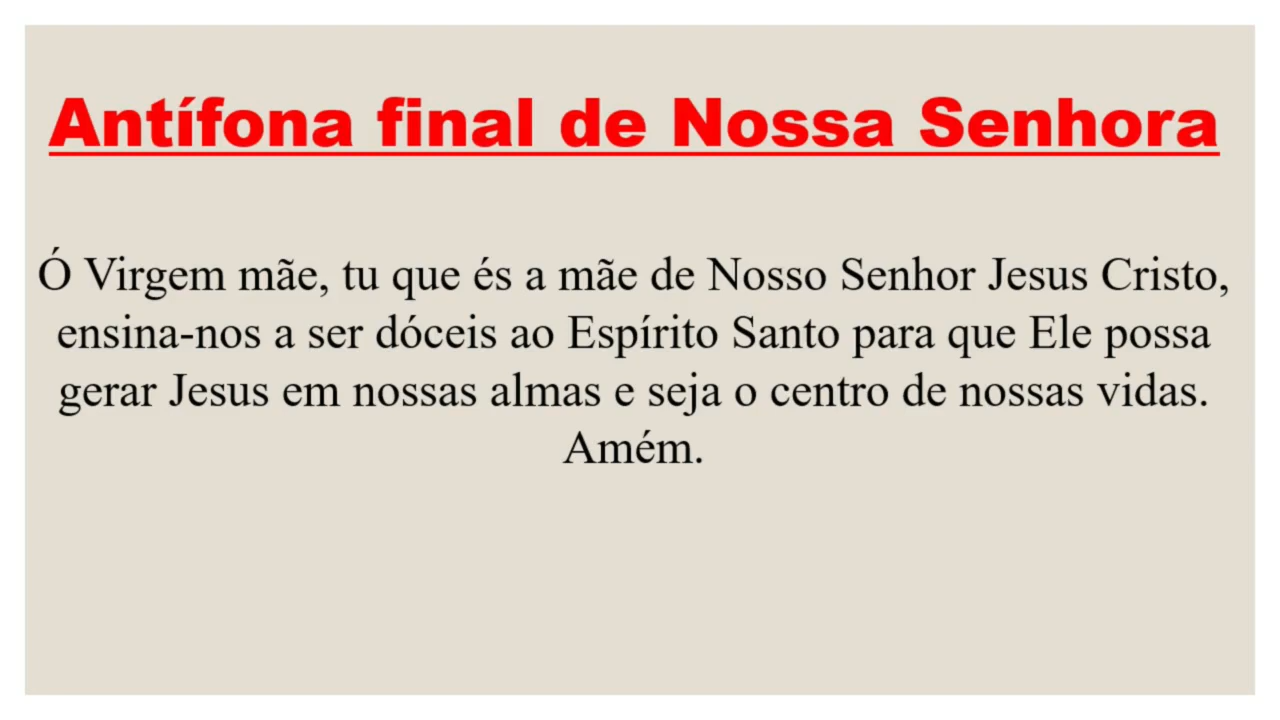 Antífona final de Nossa Senhora
Ó Virgem mãe, tu que és a mãe de Nosso Senhor Jesus Cristo,
ensina-nos a ser dóceis ao Espírito Santo para que Ele possa
gerar Jesus em nossas almas e seja o centro de nossas vidas.
Amém.